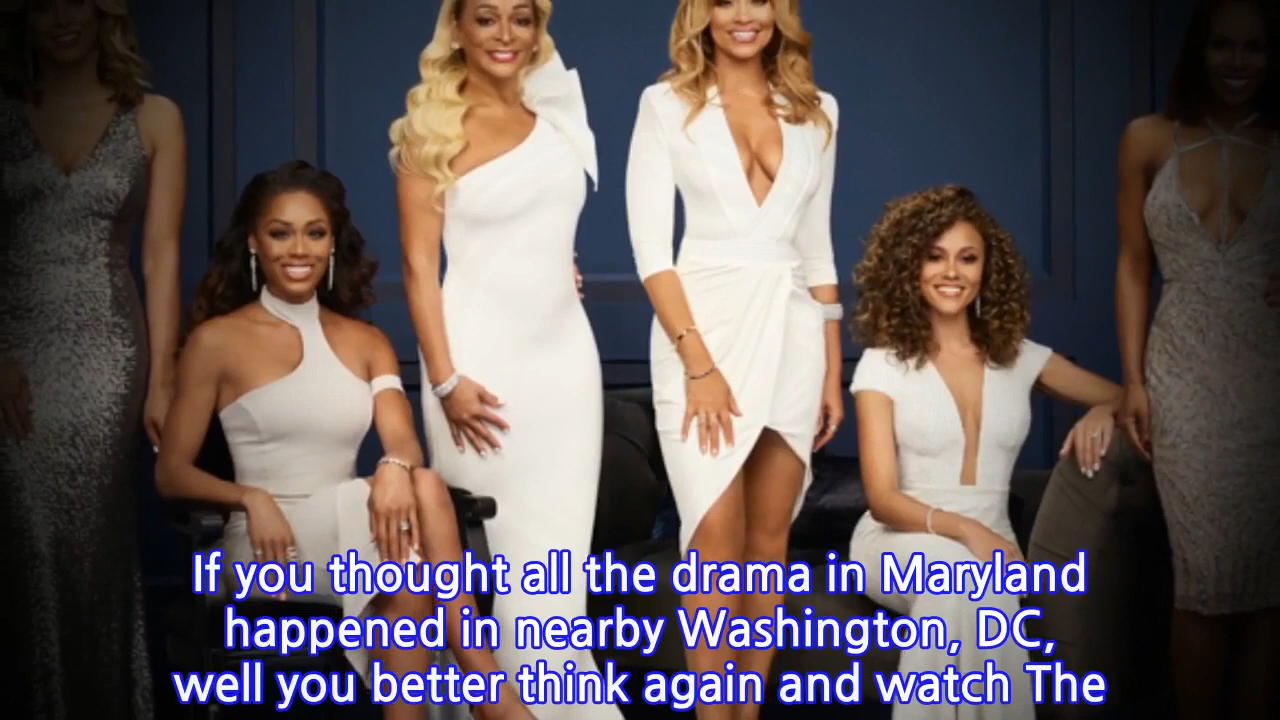 If you thought all the drama in Maryland
happened in nearby Washington, DC,
well you better think again and watch The